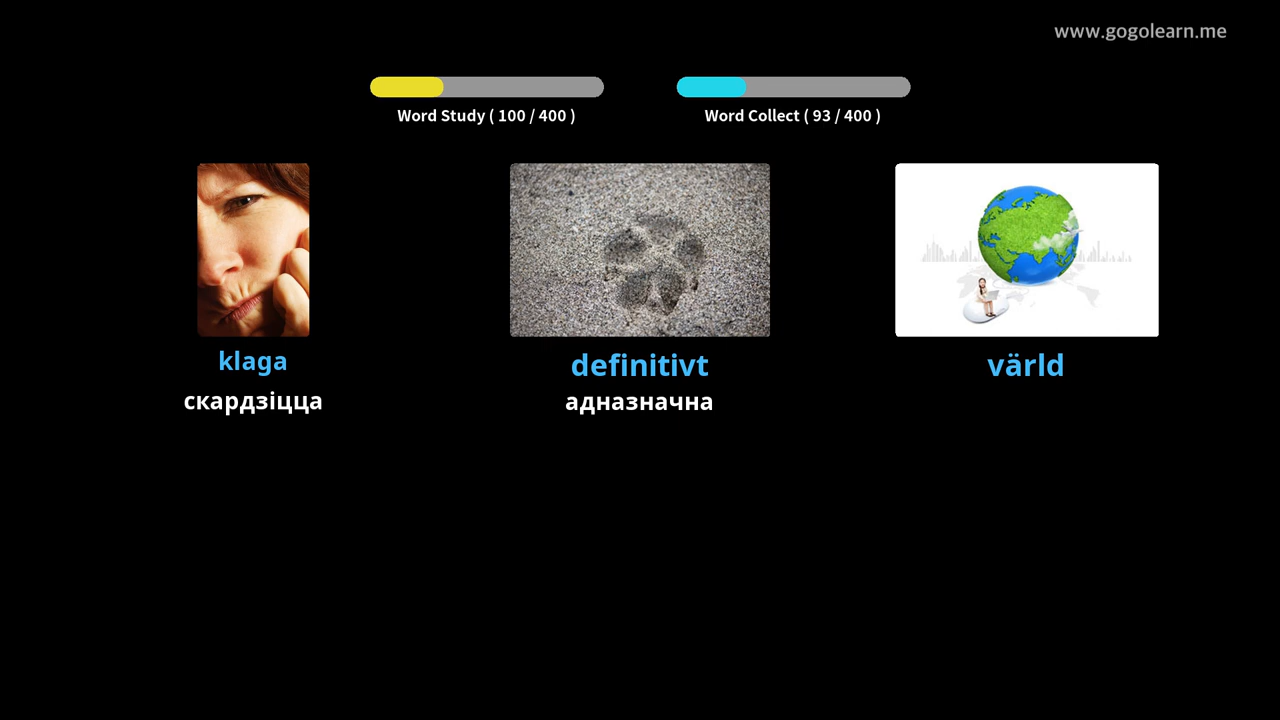 www.gogolearn.me
Word Study ( 100 / 400 )
Word Collect ( 93 / 400 )
klaga
скардзіцца
definitivt
адназначна
värld